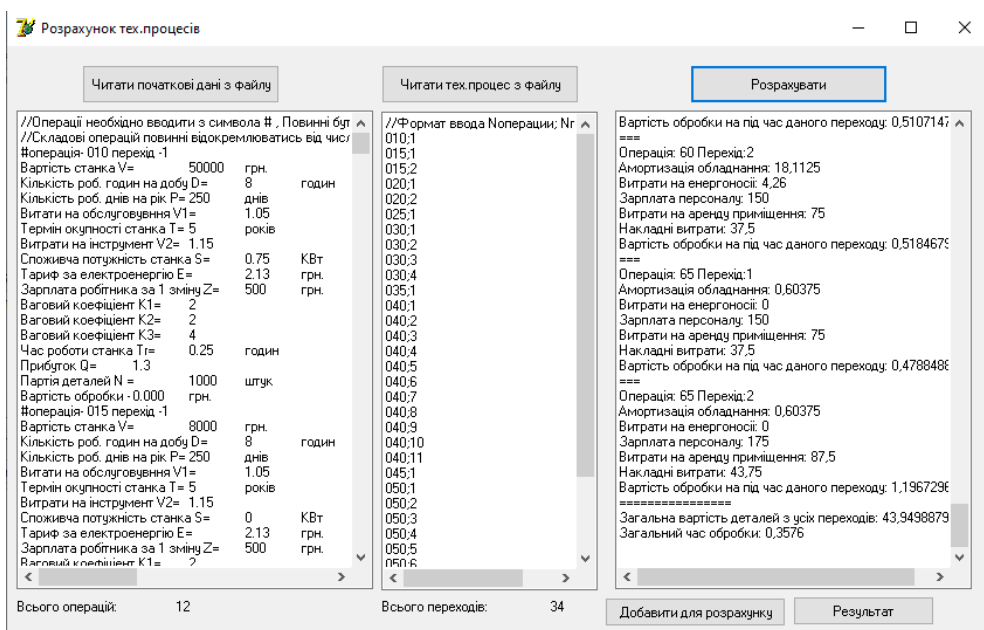 Розрахунок тех.процесів
Читати початкові дані з файлу
Читати тех.процес з файлу
Розрахувати
//Операції необхідно вводити з символа # , Повинні бут
//Складові операцій повинні відокремлюватись від числ
#операція- 010 перехід -1
Вартість станка V= 50000 грн.
Кількість роб. годин на добу D= 8 годин
Кількість роб. днів на рік P= 250 днів
Витати на обслуговувння V1= 1.05
Термін окупності станка T= 5 років
Витрати на інструмент V2= 1.15
Споживча потужність станка S= 0.75 КВт
Тариф за електроенергію E= 2.13 грн.
Зарплата робітника за 1 зміну Z= 500 грн.
Ваговий коефіціент K1= 2
Ваговий коефіціент K2= 2
Ваговий коефіціент K3= 4
Час роботи станка Тг= 0.25 годин
Прибуток Q= 1.3
Партія деталей N = 1000 штук
Вартість обробки - 0.000 грн.
#операція- 015 перехід -1
Вартість станка V= 8000 грн.
Кількість роб. годин на добу D= 8 годин
Кількість роб. днів на рік P= 250 днів
Витати на обслуговувння V1= 1.05
Термін окупності станка T= 5 років
Витрати на інструмент V2= 1.15
Споживча потужність станка S= 0 КВт
Тариф за електроенергію E= 2.13 грн.
Зарплата робітника за 1 зміну Z= 500 грн.
Ваговий коефіціент K1= 2
//Формат ввода Nоперации; Nг
010;1
015;1
015;2
020;1
020;2
025;1
030;1
030;2
030;3
030;4
035;1
040;1
040;2
040;3
040;4
040;5
040;6
040;7
040;8
040;9
040;10
040;11
045;1
050;1
050;2
050;3
050;4
050;5
050;6
Вартість обробки на під час даного переходу: 0,5107147
===
Операція: 60 Перехід:2
Амортизація обладнання: 18,1125
Витрати на енергоносії: 4,26
Зарплата персоналу: 150
Витрати на аренду приміщення: 75
Накладні витрати: 37,5
Вартість обробки на під час даного переходу: 0,5184679
===
Операція: 65 Перехід:1
Амортизація обладнання: 0,60375
Витрати на енергоносії: 0
Зарплата персоналу: 150
Витрати на аренду приміщення: 75
Накладні витрати: 37,5
Вартість обробки на під час даного переходу: 0,4788488
===
Операція: 65 Перехід:2
Амортизація обладнання: 0,60375
Витрати на енергоносії: 0
Зарплата персоналу: 175
Витрати на аренду приміщення: 87,5
Накладні витрати: 43,75
Вартість обробки на під час даного переходу: 1,1967296
================
Загальна вартість деталей з усіх переходів: 43,9498879
Загальний час обробки: 0,3576
Всього операцій: 12
Всього переходів: 34
Добавити для розрахунку
Результат